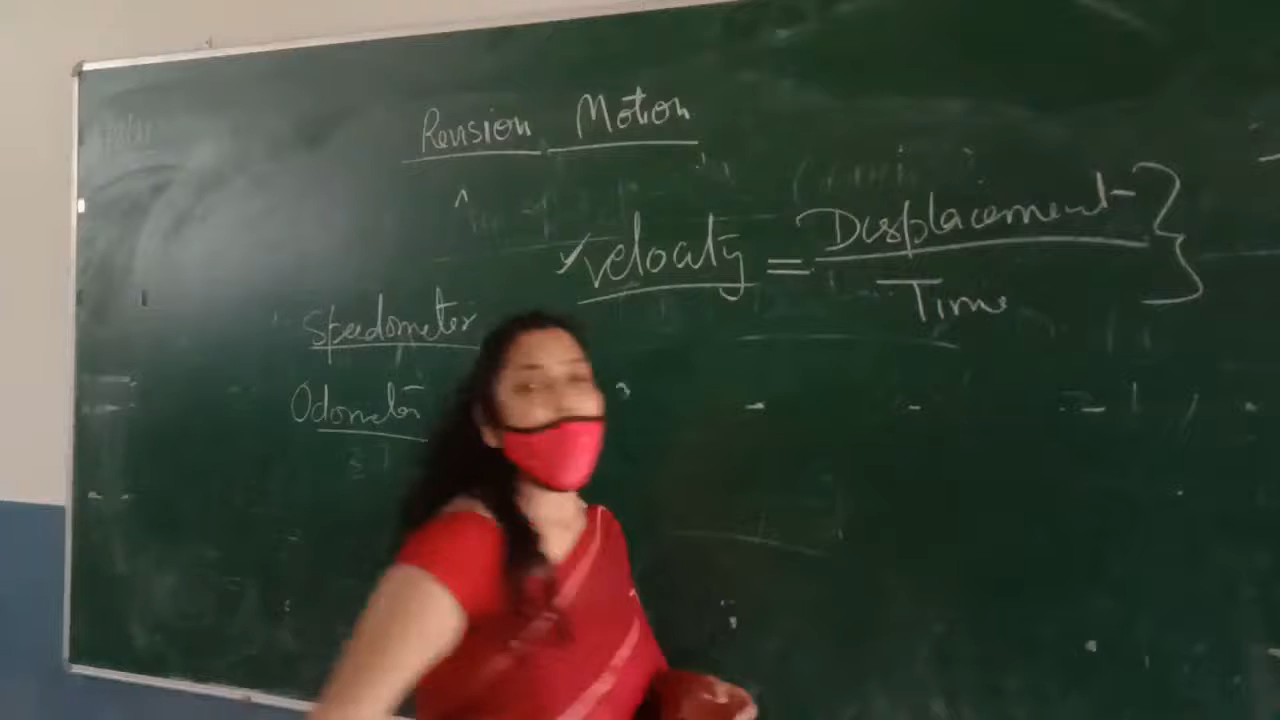 Revision Motion
Velocity = Displacement
Time
Speedometer
Odometer